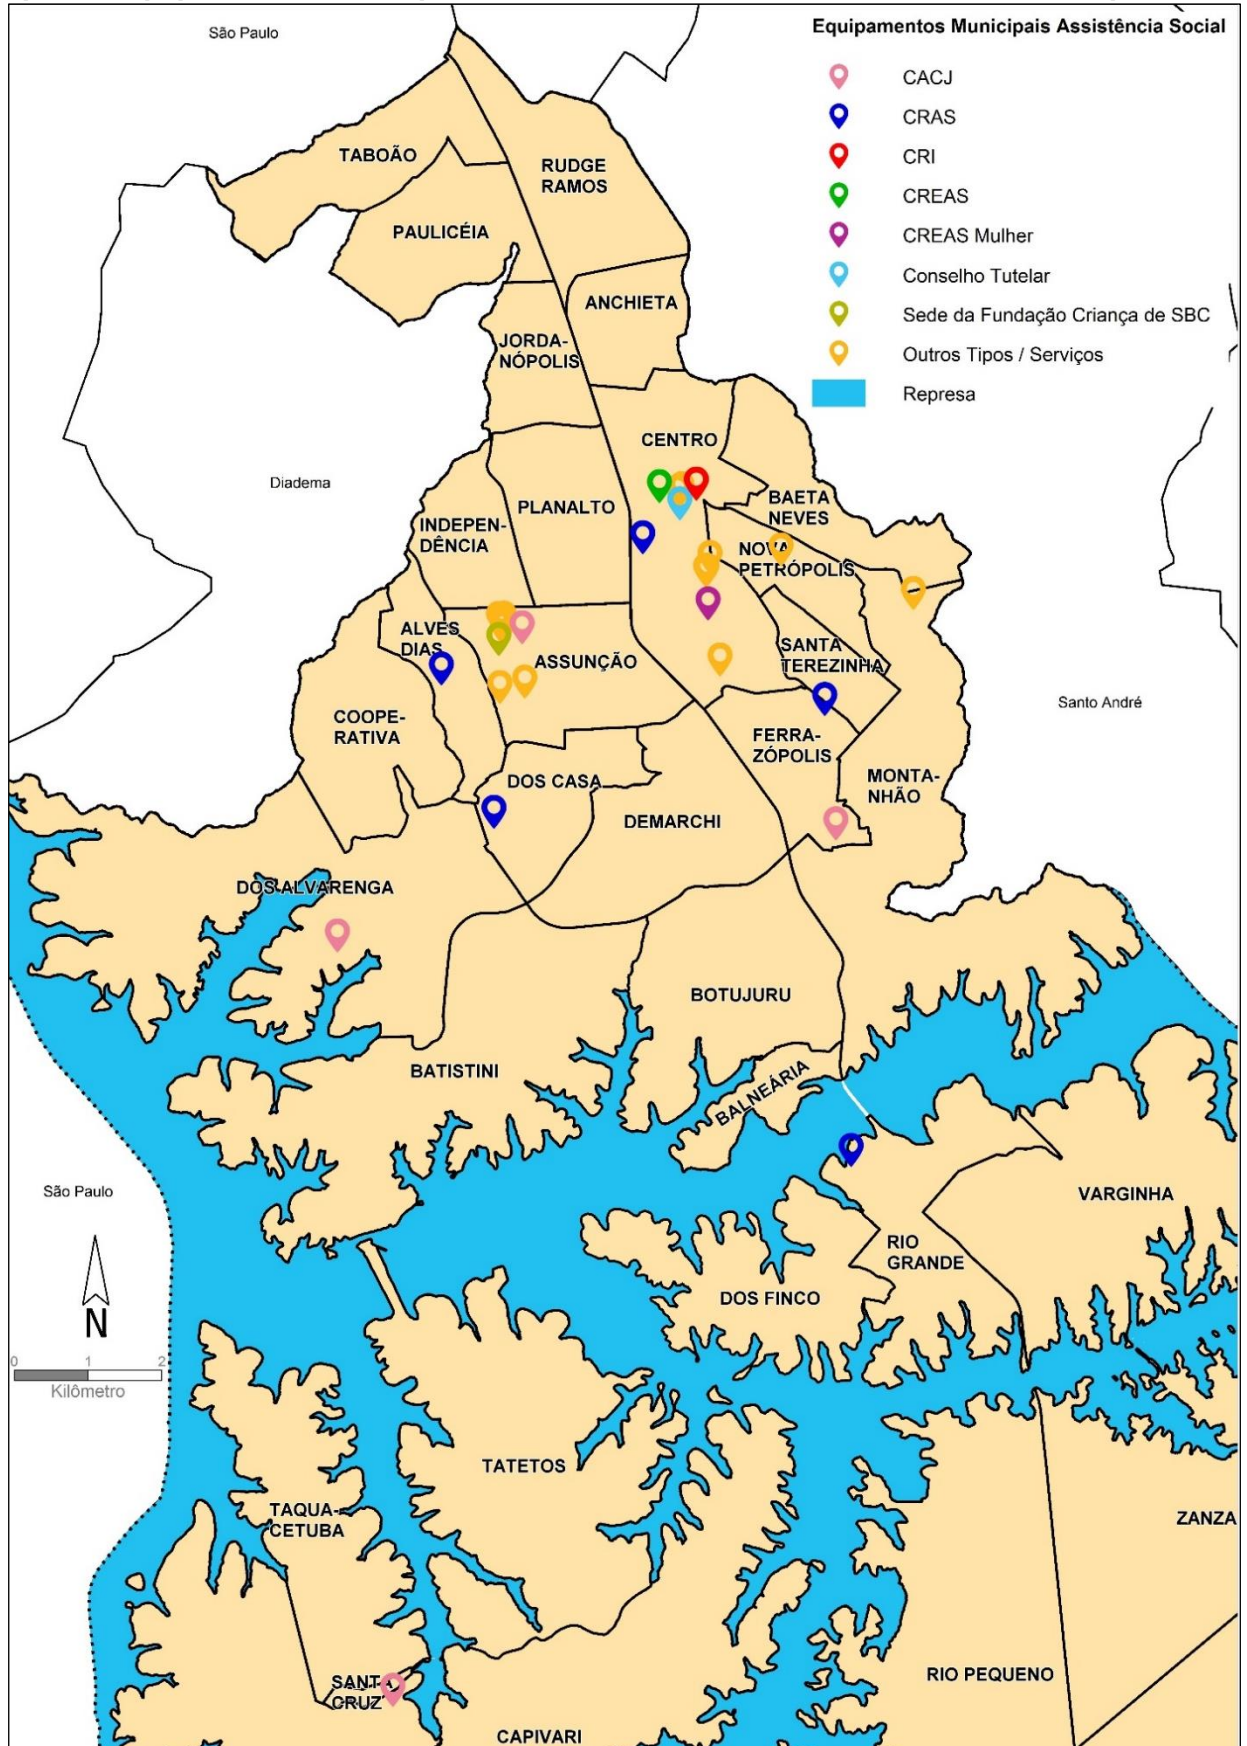 São Paulo
Equipamentos Municipais Assistência Social
CACJ
CRAS
CRI
CREAS
CREAS Mulher
Conselho Tutelar
Sede da Fundação Criança de SBC
Outros Tipos / Serviços
Represa
TABOÃO
RUDGE
RAMOS
PAULICÉIA
ANCHIETA
JORDA-
NÓPOLIS
CENTRO
Diadema
PLANALTO
BAETA
NEVES
INDEPEN-
DÊNCIA
NOVA
PETRÓPOLIS
ALVES
DIAS
ASSUNÇÃO
SANTA
TEREZINHA
Santo André
COOPE-
RATIVA
FERRA-
ZÓPOLIS
DOS CASA
MONTA-
NHÃO
DEMARCHI
DOS ALVARENGA
BOTUJURU
BATISTINI
BALNEÁRIA
São Paulo
VARGINHA
RIO
GRANDE
DOS FINCO
N
0 1 2
Kilômetro
TATETOS
TAQUA-
CETUBA
ZANZA
SANTA
CRUZ
RIO PEQUENO
CAPIVARI